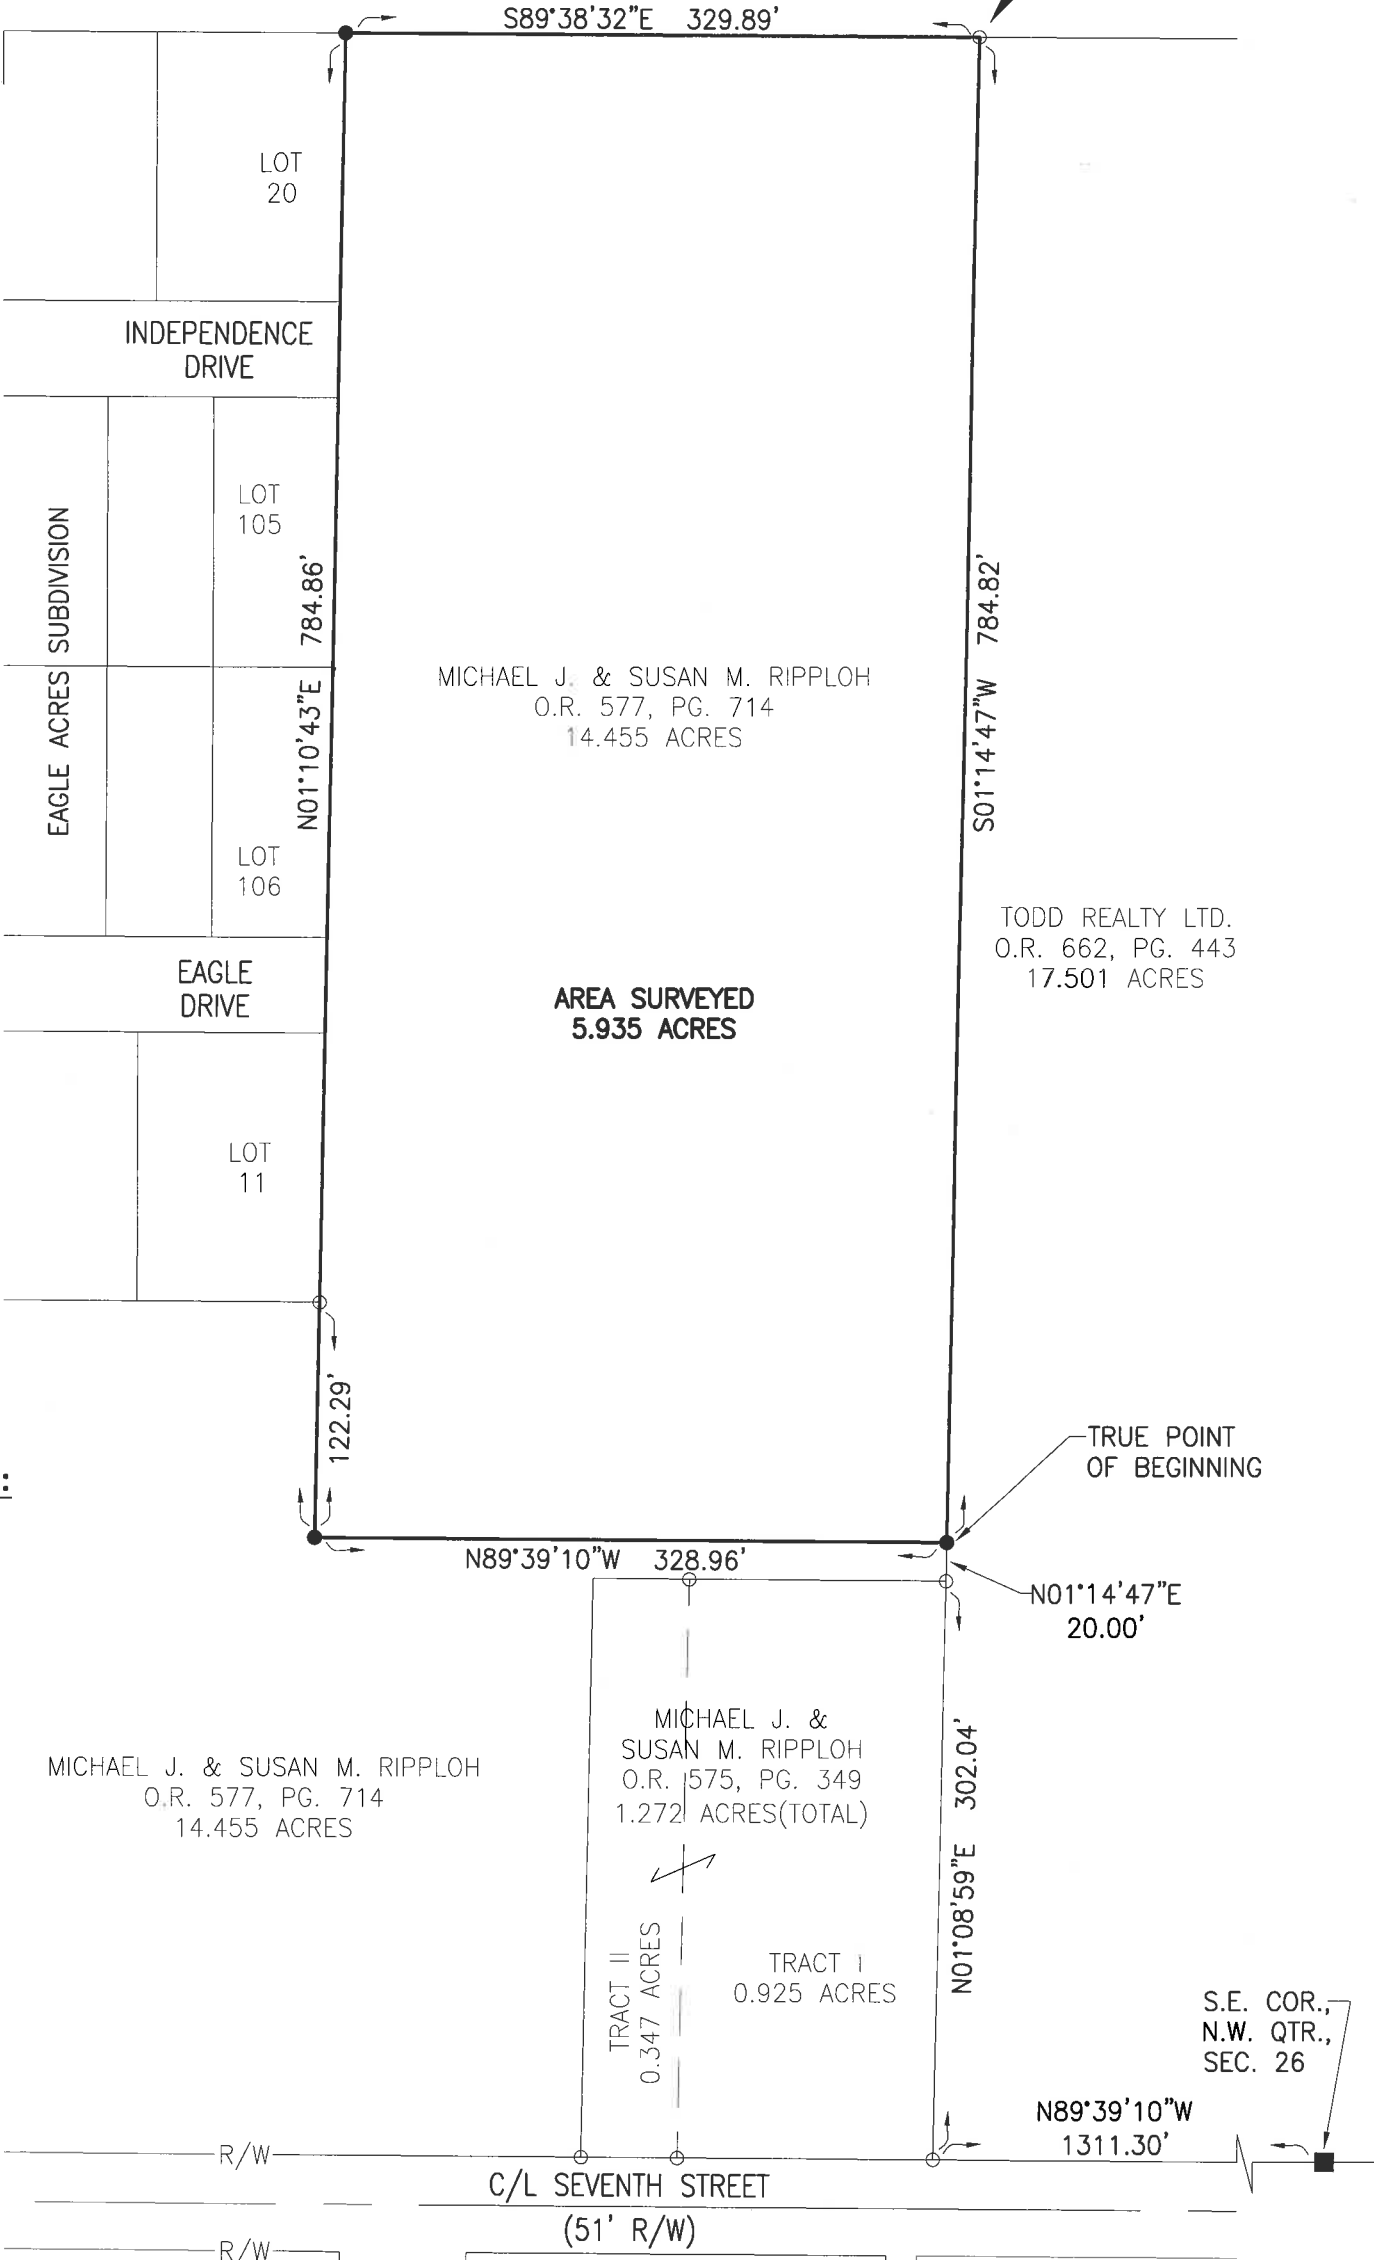 S89°38'32"E 329.89'
LOT
20
INDEPENDENCE
DRIVE
LOT
105
EAGLE ACRES SUBDIVISION
N01°10'43"E 784.86'
S01°14'47"W 784.82'
MICHAEL J. & SUSAN M. RIPPLOH
O.R. 577, PG. 714
14.455 ACRES
LOT
106
TODD REALTY LTD.
O.R. 662, PG. 443
17.501 ACRES
EAGLE
DRIVE
AREA SURVEYED
5.935 ACRES
LOT
11
122.29'
TRUE POINT
OF BEGINNING
:
N89°39'10"W 328.96'
N01°14'47"E
20.00'
MICHAEL J. &
SUSAN M. RIPPLOH
O.R. 575, PG. 349
1.272 ACRES(TOTAL)
MICHAEL J. & SUSAN M. RIPPLOH
O.R. 577, PG. 714
14.455 ACRES
N01°08'59"E 302.04'
TRACT II
0.347 ACRES
TRACT I
0.925 ACRES
S.E. COR.,
N.W. QTR.,
SEC. 26
N89°39'10"W
1311.30'
R/W
C/L SEVENTH STREET
(51' R/W)
R/W